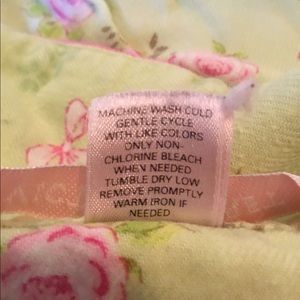 MACHINE WASH COLD
GENTLE CYCLE
WITH LIKE COLORS
ONLY NON-
CHLORINE BLEACH
WHEN NEEDED
TUMBLE DRY LOW
REMOVE PROMPTLY
WARM IRON IF
NEEDED